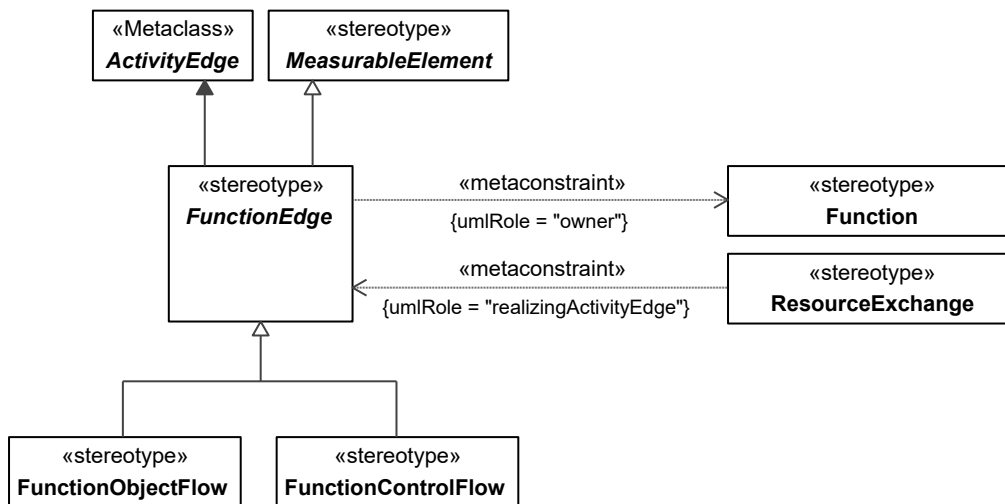 «Metaclass»
ActivityEdge
«stereotype»
MeasurableElement
«stereotype»
FunctionEdge
«metaconstraint»
{umlRole = "owner"}
«stereotype»
Function
«metaconstraint»
{umlRole = "realizingActivityEdge"}
«stereotype»
ResourceExchange
«stereotype»
FunctionObjectFlow
«stereotype»
FunctionControlFlow